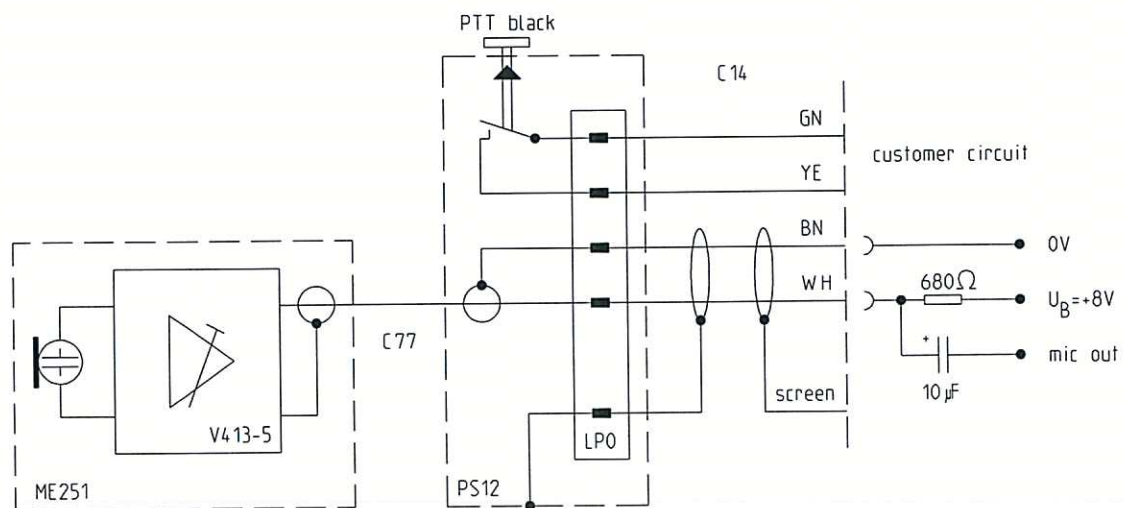 PTT black
C14
GN
customer circuit
YE
BN
0V
WH
680Ω
U_B=+8V
C77
+
mic out
10µF
screen
V413-5
LPO
ME251
PS12